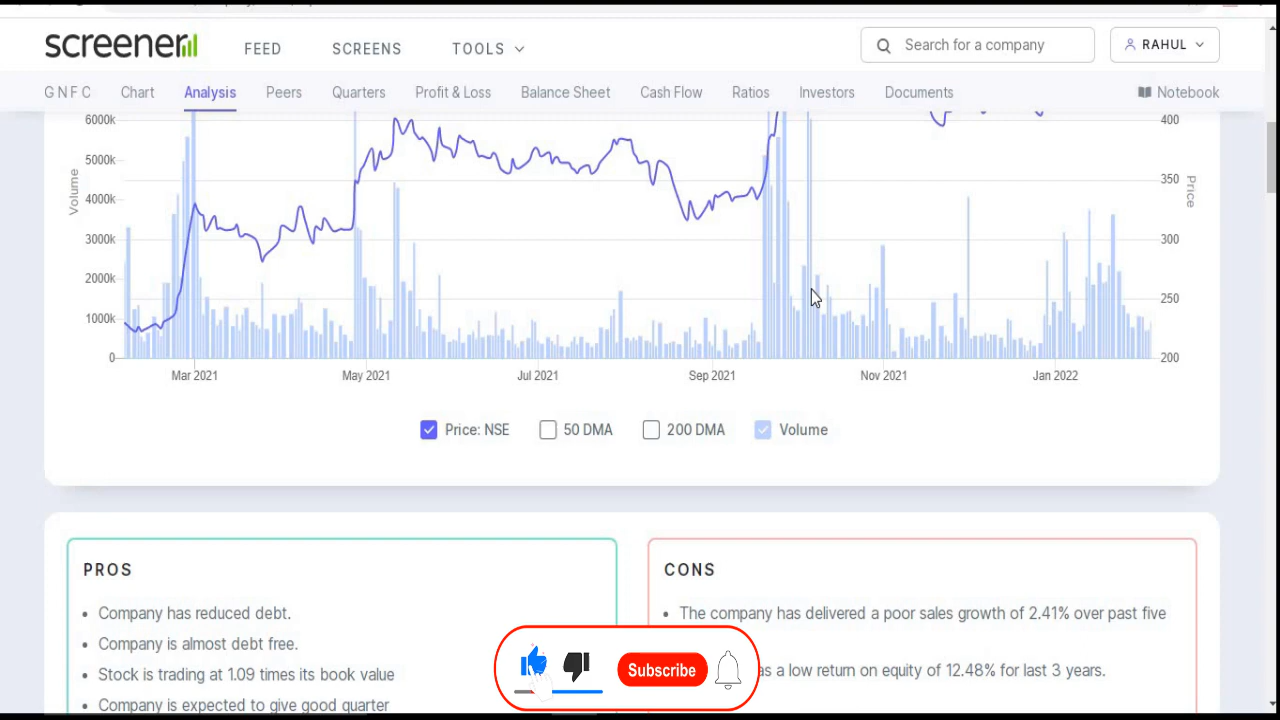 screener
FEED SCREENS TOOLS
Search for a company
RAHUL
G N F C Chart Analysis Peers Quarters Profit & Loss Balance Sheet Cash Flow Ratios Investors Documents Notebook
6000k 400
5000k
350
4000k
3000k 300
2000k
250
1000k
0 200
Volume
Price
Mar 2021 May 2021 Jul 2021 Sep 2021 Nov 2021 Jan 2022
Price: NSE 50 DMA 200 DMA Volume
PROS
Company has reduced debt.
Company is almost debt free.
Stock is trading at 1.09 times its book value
Company is expected to give good quarter
CONS
The company has delivered a poor sales growth of 2.41% over past five
as a low return on equity of 12.48% for last 3 years.
Subscribe